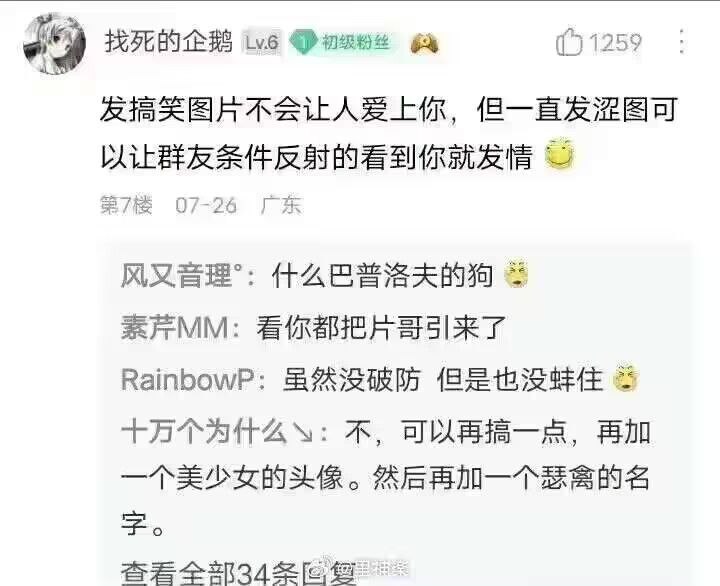 找死的企鹅 Lv.6 1 初级粉丝 1259
发搞笑图片不会让人爱上你，但一直发涩图可
以让群友条件反射的看到你就发情
第7楼 07-26 广东
风又音理°：什么巴普洛夫的狗
素芹MM：看你都把片哥引来了
RainbowP：虽然没破防 但是也没蚌住
十万个为什么↘：不，可以再搞一点，再加
一个美少女的头像。然后再加一个瑟禽的名
字。
查看全部34条回复